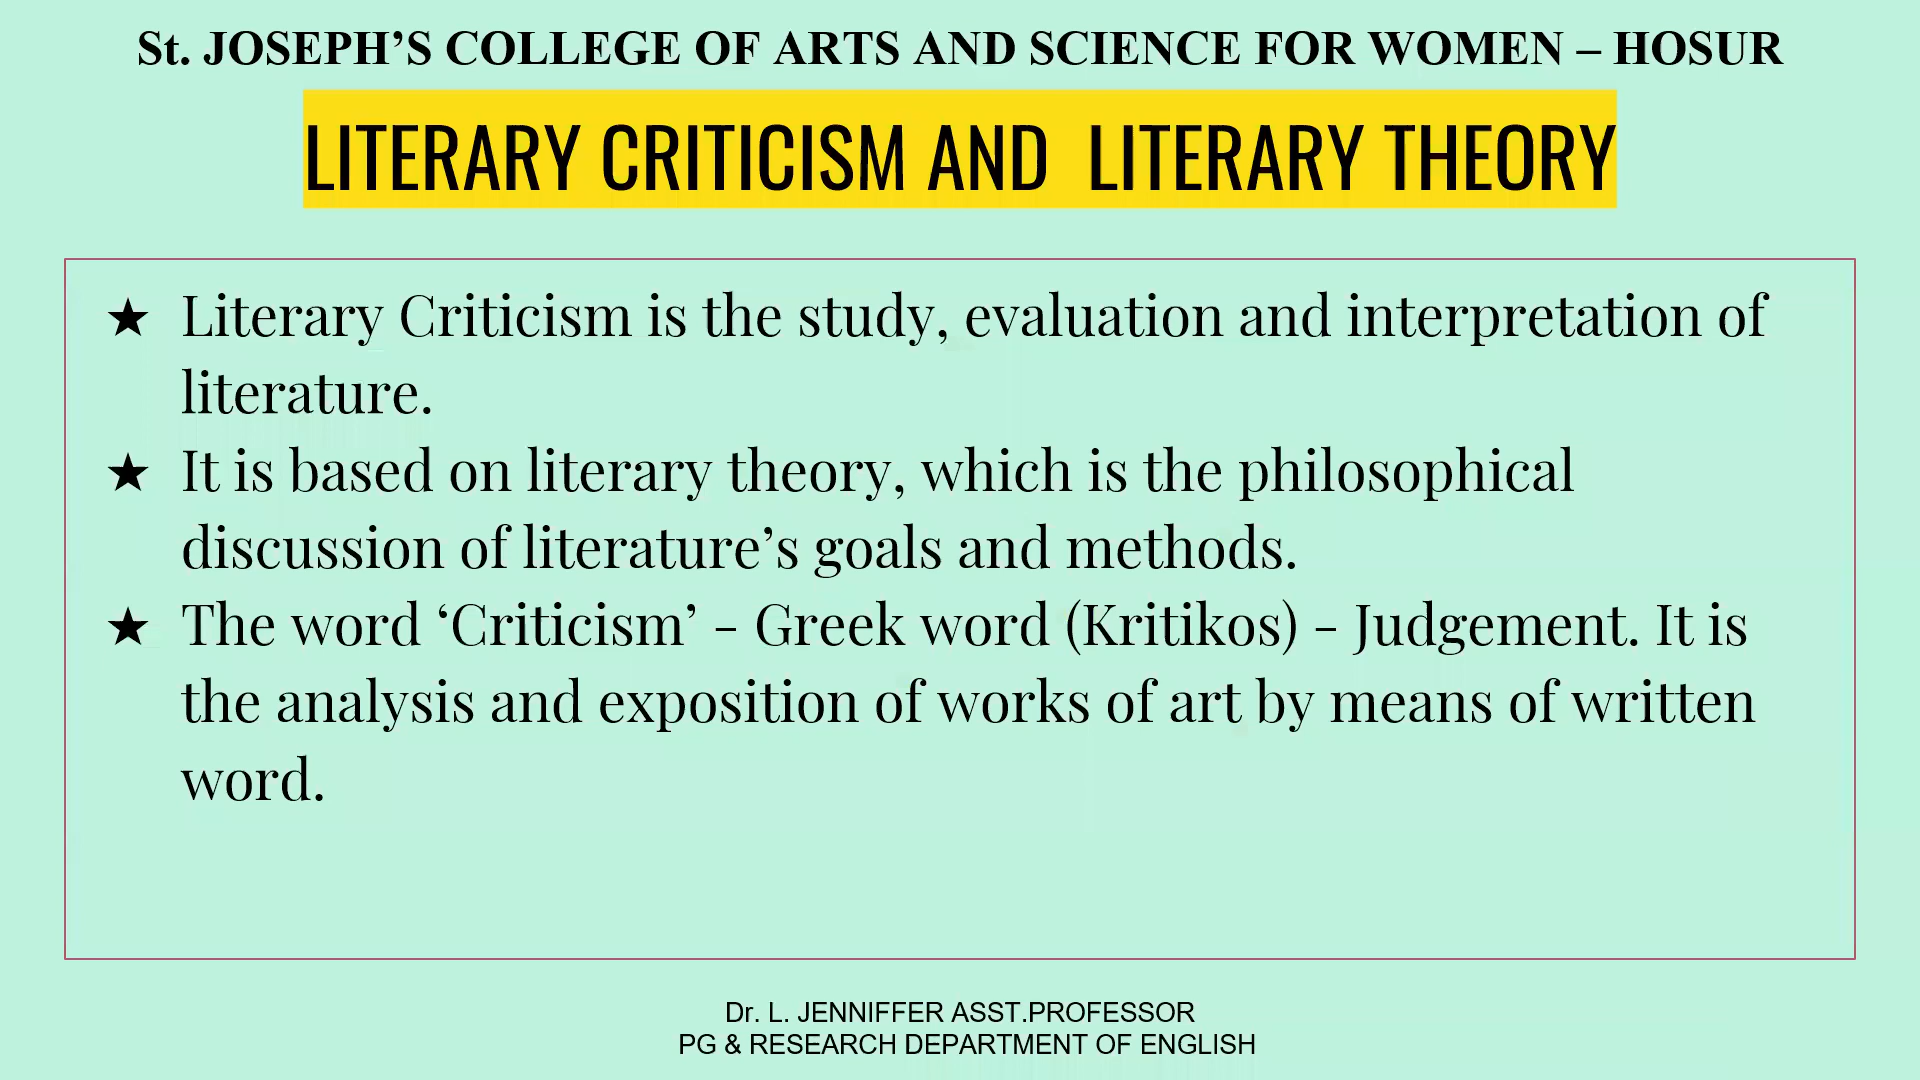 St. JOSEPH’S COLLEGE OF ARTS AND SCIENCE FOR WOMEN – HOSUR
LITERARY CRITICISM AND  LITERARY THEORY
★ Literary Criticism is the study, evaluation and interpretation of
literature.
★ It is based on literary theory, which is the philosophical
discussion of literature’s goals and methods.
★ The word ‘Criticism’ - Greek word (Kritikos) - Judgement. It is
the analysis and exposition of works of art by means of written
word.
Dr. L. JENNIFFER ASST.PROFESSOR
PG & RESEARCH DEPARTMENT OF ENGLISH